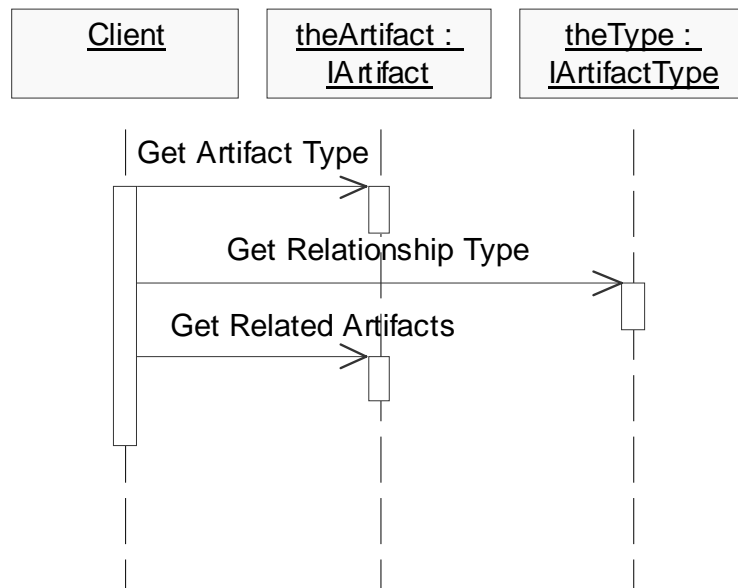 Client
theArtifact :
IArtifact
theType :
IArtifactType
Get Artifact Type
Get Relationship Type
Get Related Artifacts